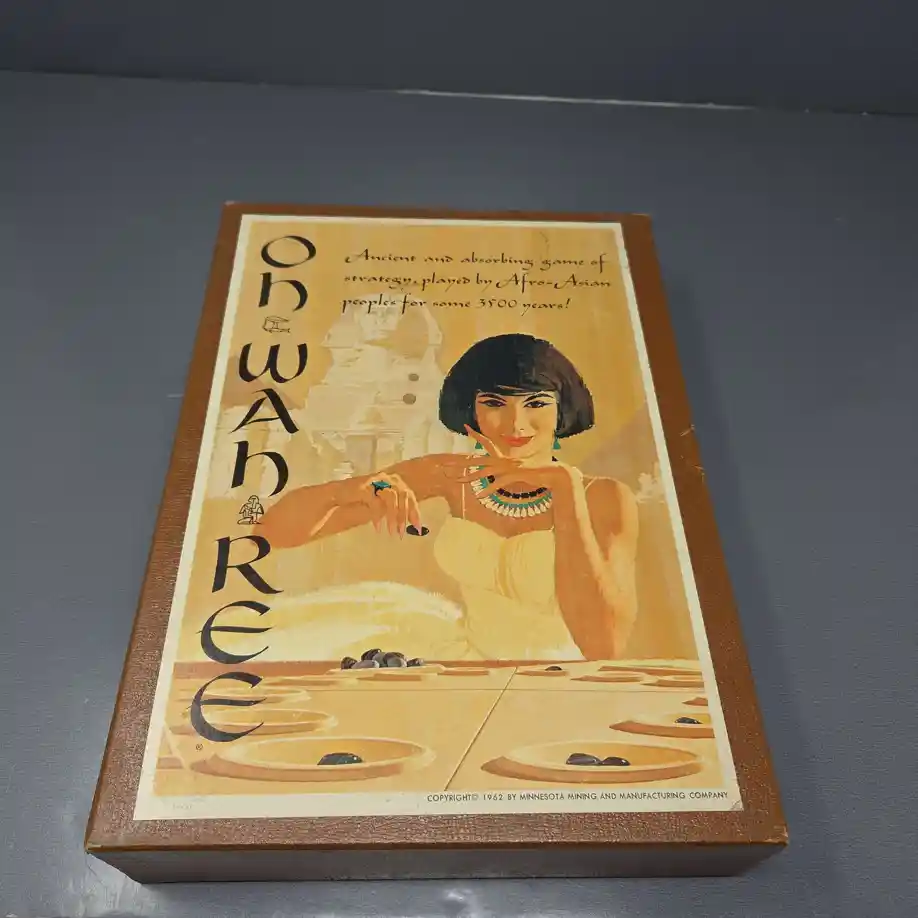 Oh
WAh
REE
®
Ancient and absorbing game of
strategy, played by Afro-Asian
peoples for some 3500 years!
COPYRIGHT © 1962 BY MINNESOTA MINING AND MANUFACTURING COMPANY